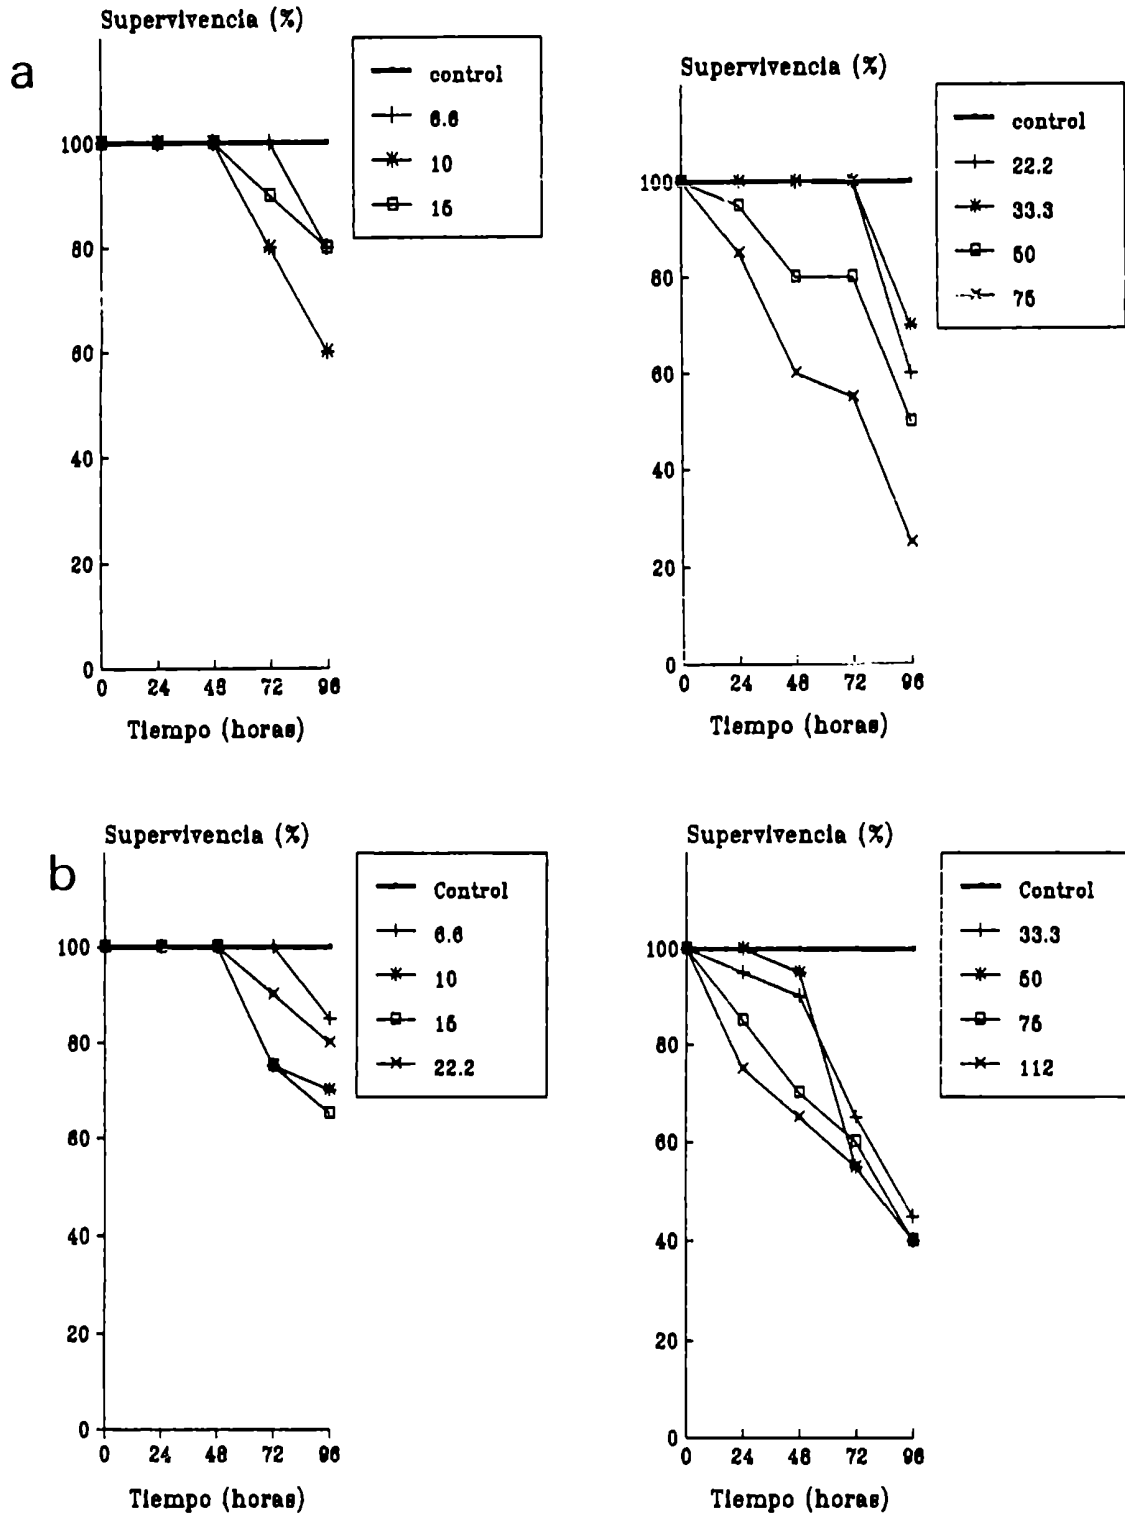 a
Supervivencia (%)
control
6.6
10
15
100
80
60
40
20
0
0 24 48 72 96
Tiempo (horas)
Supervivencia (%)
control
22.2
33.3
50
75
100
80
60
40
20
0
0 24 48 72 96
Tiempo (horas)
b
Supervivencia (%)
Control
6.6
10
15
22.2
100
80
60
40
20
0
0 24 48 72 96
Tiempo (horas)
Supervivencia (%)
Control
33.3
50
75
112
100
80
60
40
20
0
0 24 48 72 96
Tiempo (horas)